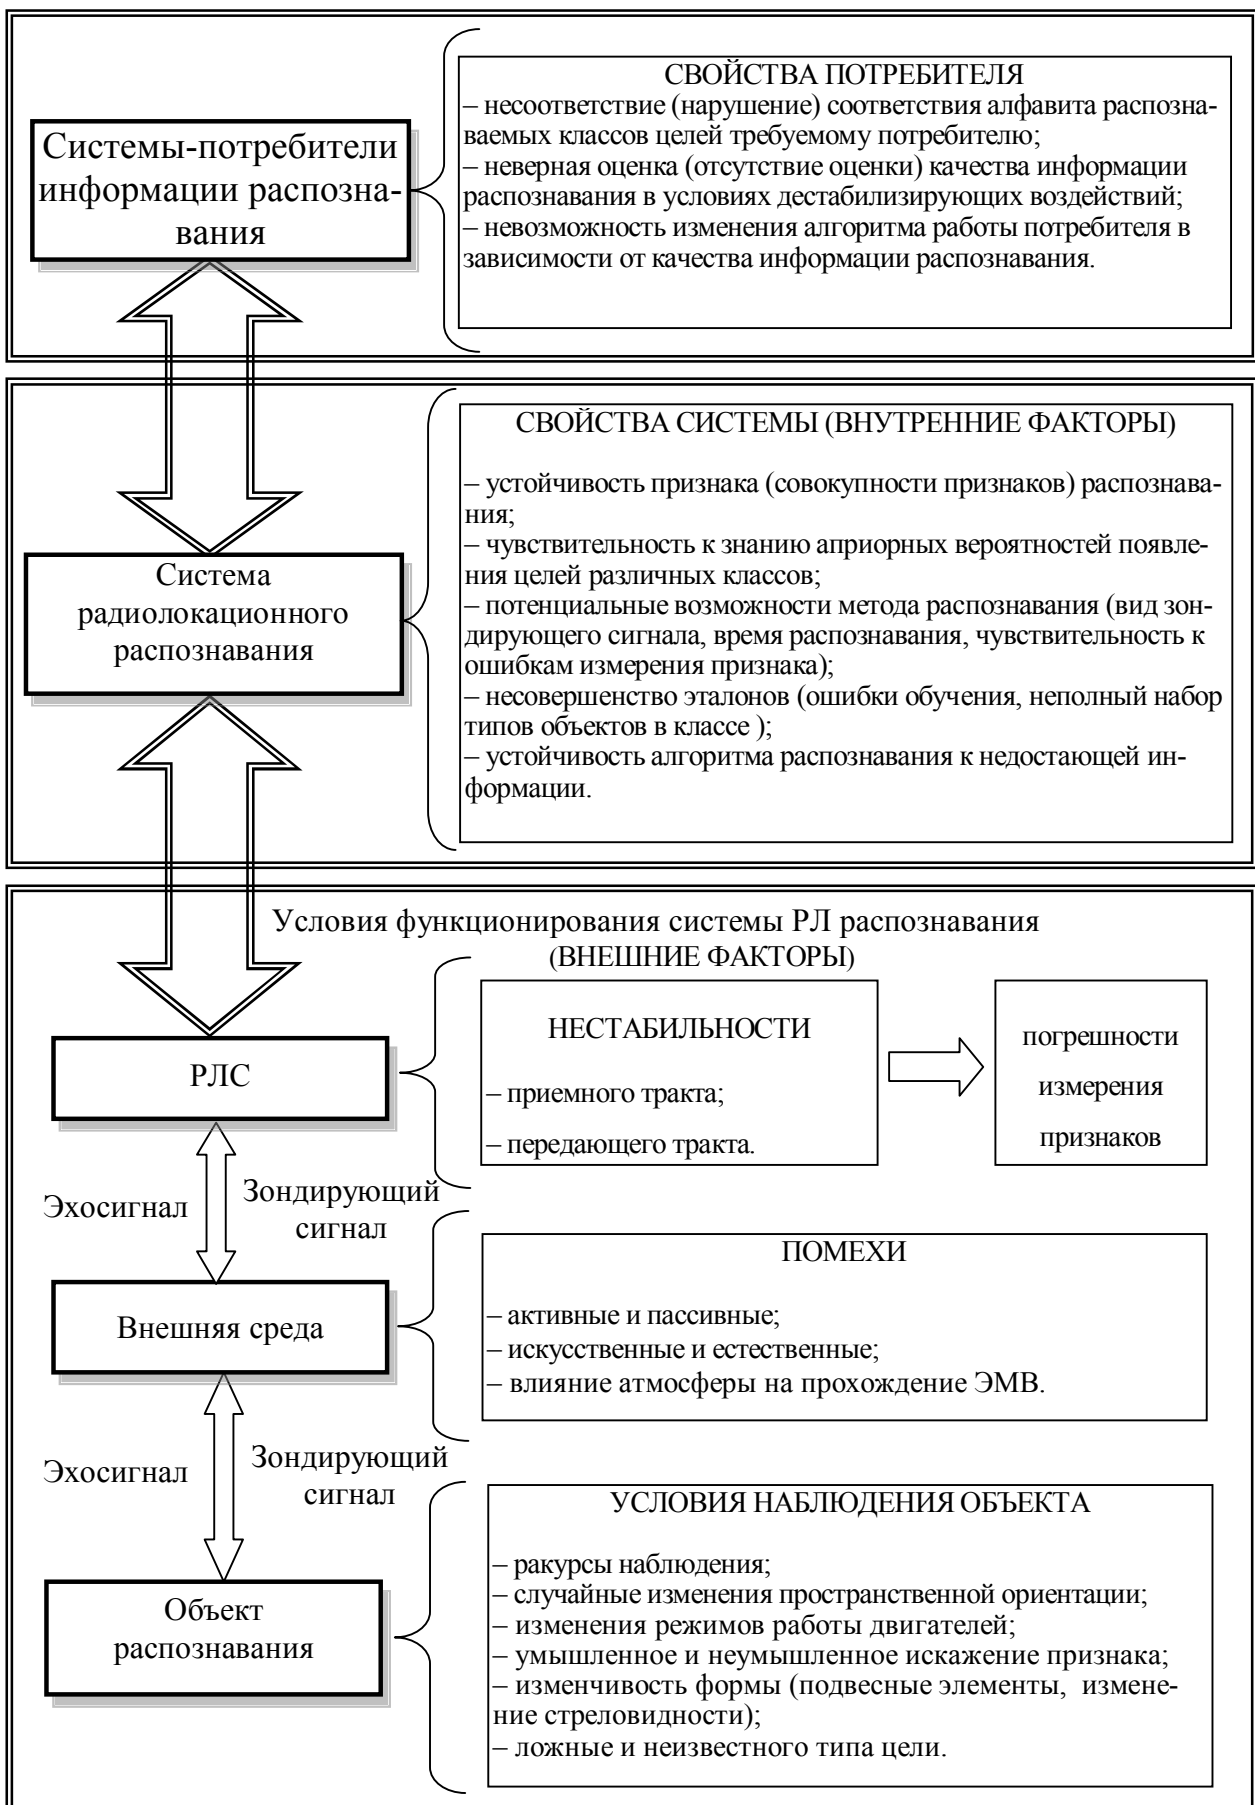 Системы-потребители
информации распозна-
вания
СВОЙСТВА ПОТРЕБИТЕЛЯ
– несоответствие (нарушение) соответствия алфавита распозна-
ваемых классов целей требуемому потребителю;
– неверная оценка (отсутствие оценки) качества информации
распознавания в условиях дестабилизирующих воздействий;
– невозможность изменения алгоритма работы потребителя в
зависимости от качества информации распознавания.
Система
радиолокационного
распознавания
СВОЙСТВА СИСТЕМЫ (ВНУТРЕННИЕ ФАКТОРЫ)
– устойчивость признака (совокупности признаков) распознава-
ния;
– чувствительность к знанию априорных вероятностей появле-
ния целей различных классов;
– потенциальные возможности метода распознавания (вид зон-
дирующего сигнала, время распознавания, чувствительность к
ошибкам измерения признака);
– несовершенство эталонов (ошибки обучения, неполный набор
типов объектов в классе );
– устойчивость алгоритма распознавания к недостающей ин-
формации.
Условия функционирования системы РЛ распознавания
(ВНЕШНИЕ ФАКТОРЫ)
РЛС
НЕСТАБИЛЬНОСТИ
– приемного тракта;
– передающего тракта.
погрешности
измерения
признаков
Эхосигнал
Зондирующий
сигнал
Внешняя среда
ПОМЕХИ
– активные и пассивные;
– искусственные и естественные;
– влияние атмосферы на прохождение ЭМВ.
Эхосигнал
Зондирующий
сигнал
Объект
распознавания
УСЛОВИЯ НАБЛЮДЕНИЯ ОБЪЕКТА
– ракурсы наблюдения;
– случайные изменения пространственной ориентации;
– изменения режимов работы двигателей;
– умышленное и неумышленное искажение признака;
– изменчивость формы (подвесные элементы, измене-
ние стреловидности);
– ложные и неизвестного типа цели.